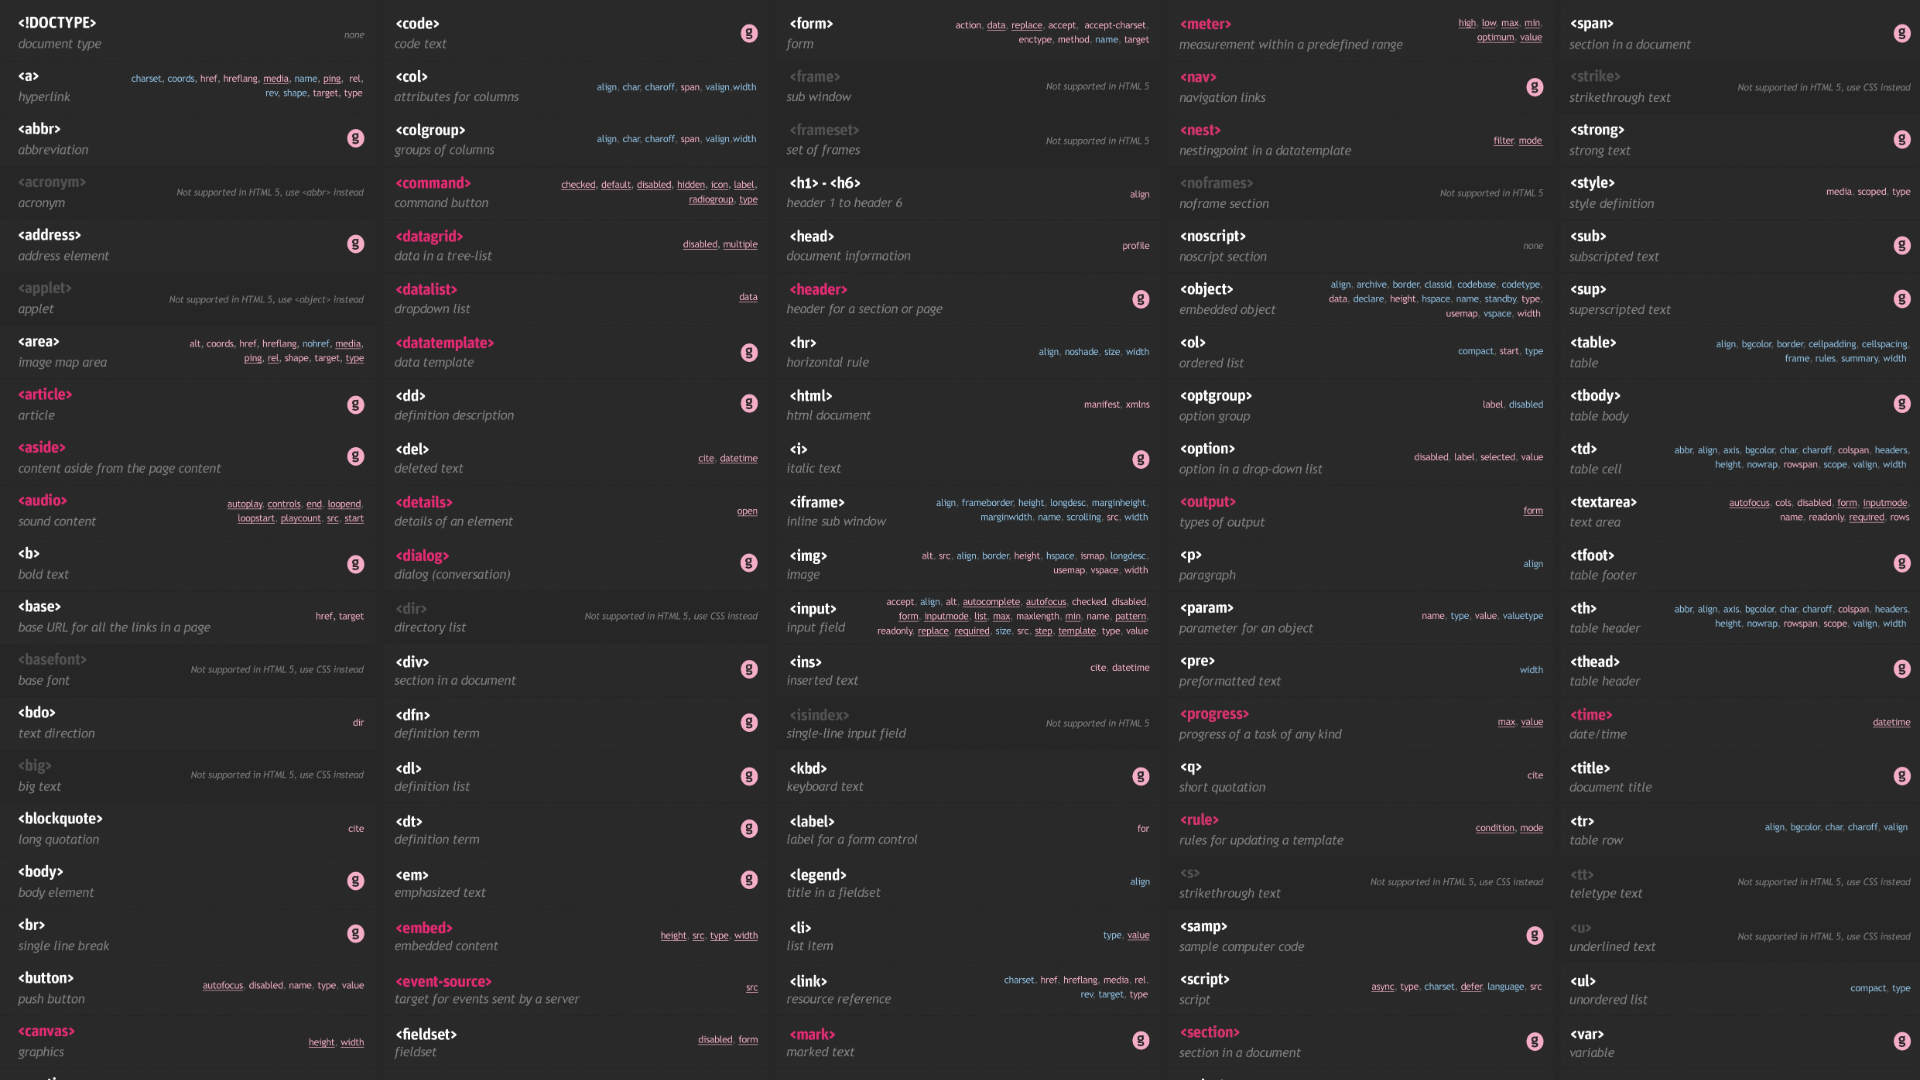 <!DOCTYPE>
document type
none
<a>
hyperlink
charset, coords, href, hreflang, media, name, ping, rel,
rev, shape, target, type
<abbr>
abbreviation
g
<acronym>
acronym
Not supported in HTML 5, use <abbr> instead
<address>
address element
g
<applet>
applet
Not supported in HTML 5, use <object> instead
<area>
image map area
alt, coords, href, hreflang, nohref, media,
ping, rel, shape, target, type
<article>
article
g
<aside>
content aside from the page content
g
<audio>
sound content
autoplay, controls, end, loopend,
loopstart, playcount, src, start
<b>
bold text
g
<base>
base URL for all the links in a page
href, target
<basefont>
base font
Not supported in HTML 5, use CSS instead
<bdo>
text direction
dir
<big>
big text
Not supported in HTML 5, use CSS instead
<blockquote>
long quotation
cite
<body>
body element
g
<br>
single line break
g
<button>
push button
autofocus, disabled, name, type, value
<canvas>
graphics
height, width
<code>
code text
g
<col>
attributes for columns
align, char, charoff, span, valign,width
<colgroup>
groups of columns
align, char, charoff, span, valign,width
<command>
command button
checked, default, disabled, hidden, icon, label,
radiogroup, type
<datagrid>
data in a tree-list
disabled, multiple
<datalist>
dropdown list
data
<datatemplate>
data template
g
<dd>
definition description
g
<del>
deleted text
cite, datetime
<details>
details of an element
open
<dialog>
dialog (conversation)
g
<dir>
directory list
Not supported in HTML 5, use CSS instead
<div>
section in a document
g
<dfn>
definition term
g
<dl>
definition list
g
<dt>
definition term
g
<em>
emphasized text
g
<embed>
embedded content
height, src, type, width
<event-source>
target for events sent by a server
src
<fieldset>
fieldset
disabled, form
<form>
form
action, data, replace, accept, accept-charset,
enctype, method, name, target
<frame>
sub window
Not supported in HTML 5
<frameset>
set of frames
Not supported in HTML 5
<h1> - <h6>
header 1 to header 6
align
<head>
document information
profile
<header>
header for a section or page
g
<hr>
horizontal rule
align, noshade, size, width
<html>
html document
manifest, xmlns
<i>
italic text
g
<iframe>
inline sub window
align, frameborder, height, longdesc, marginheight,
marginwidth, name, scrolling, src, width
<img>
image
alt, src, align, border, height, hspace, ismap, longdesc,
usemap, vspace, width
<input>
input field
accept, align, alt, autocomplete, autofocus, checked, disabled,
form, inputmode, list, max, maxlength, min, name, pattern,
readonly, replace, required, size, src, step, template, type, value
<ins>
inserted text
cite, datetime
<isindex>
single-line input field
Not supported in HTML 5
<kbd>
keyboard text
g
<label>
label for a form control
for
<legend>
title in a fieldset
align
<li>
list item
type, value
<link>
resource reference
charset, href, hreflang, media, rel,
rev, target, type
<mark>
marked text
g
<meter>
measurement within a predefined range
high, low, max, min,
optimum, value
<nav>
navigation links
g
<nest>
nestingpoint in a datatemplate
filter, mode
<noframes>
noframe section
Not supported in HTML 5
<noscript>
noscript section
none
<object>
embedded object
align, archive, border, classid, codebase, codetype,
data, declare, height, hspace, name, standby, type,
usemap, vspace, width
<ol>
ordered list
compact, start, type
<optgroup>
option group
label, disabled
<option>
option in a drop-down list
disabled, label, selected, value
<output>
types of output
form
<p>
paragraph
align
<param>
parameter for an object
name, type, value, valuetype
<pre>
preformatted text
width
<progress>
progress of a task of any kind
max, value
<q>
short quotation
cite
<rule>
rules for updating a template
condition, mode
<s>
strikethrough text
Not supported in HTML 5, use CSS instead
<samp>
sample computer code
g
<script>
script
async, type, charset, defer, language, src
<section>
section in a document
g
<span>
section in a document
g
<strike>
strikethrough text
Not supported in HTML 5, use CSS instead
<strong>
strong text
g
<style>
style definition
media, scoped, type
<sub>
subscripted text
g
<sup>
superscripted text
g
<table>
table
align, bgcolor, border, cellpadding, cellspacing,
frame, rules, summary, width
<tbody>
table body
g
<td>
table cell
abbr, align, axis, bgcolor, char, charoff, colspan, headers,
height, nowrap, rowspan, scope, valign, width
<textarea>
text area
autofocus, cols, disabled, form, inputmode,
name, readonly, required, rows
<tfoot>
table footer
g
<th>
table header
abbr, align, axis, bgcolor, char, charoff, colspan, headers,
height, nowrap, rowspan, scope, valign, width
<thead>
table header
g
<time>
date/time
datetime
<title>
document title
g
<tr>
table row
align, bgcolor, char, charoff, valign
<tt>
teletype text
Not supported in HTML 5, use CSS instead
<u>
underlined text
Not supported in HTML 5, use CSS instead
<ul>
unordered list
compact, type
<var>
variable
g